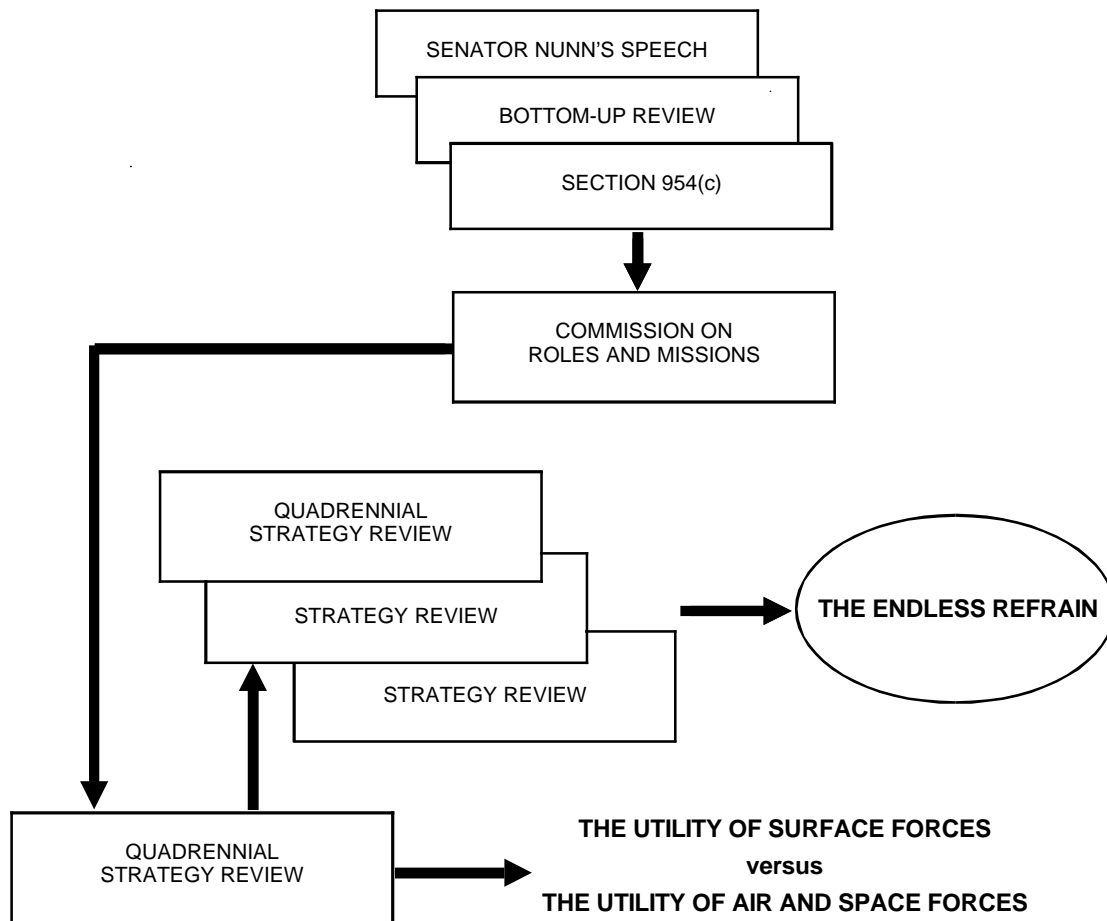 SENATOR NUNN’S SPEECH
BOTTOM-UP REVIEW
SECTION 954(c)
COMMISSION ON
ROLES AND MISSIONS
QUADRENNIAL
STRATEGY REVIEW
STRATEGY REVIEW
STRATEGY REVIEW
THE ENDLESS REFRAIN
QUADRENNIAL
STRATEGY REVIEW
THE UTILITY OF SURFACE FORCES
versus
THE UTILITY OF AIR AND SPACE FORCES